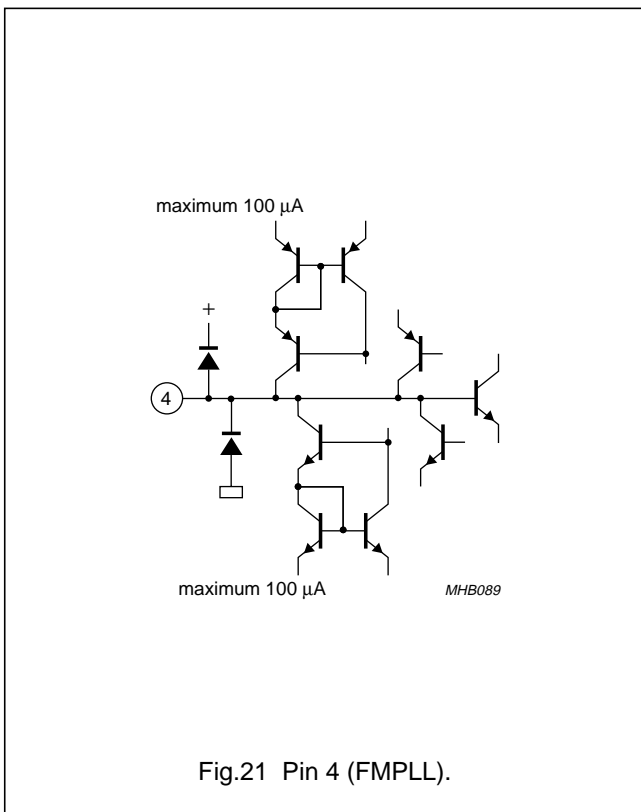 maximum 100 μA
+
4
maximum 100 μA
MHB089
Fig.21 Pin 4 (FMPLL).